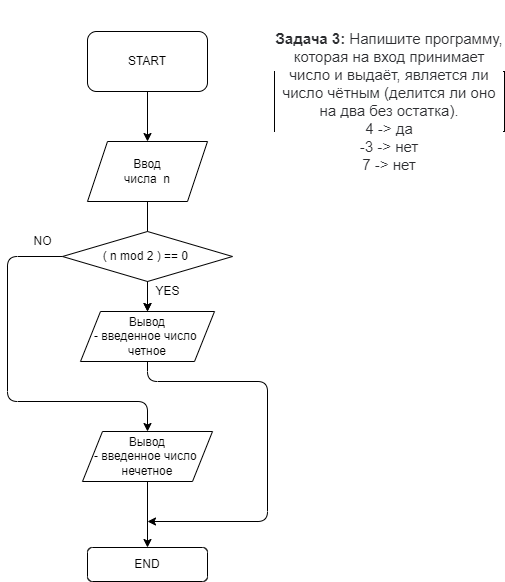 START
Задача 3: Напишите программу,
которая на вход принимает
число и выдаёт, является ли
число чётным (делится ли оно
на два без остатка).
4 -> да
-3 -> нет
7 -> нет
Ввод
числа n
NO
( n mod 2 ) == 0
YES
Вывод
- введенное число
четное
Вывод
- введенное число
нечетное
END